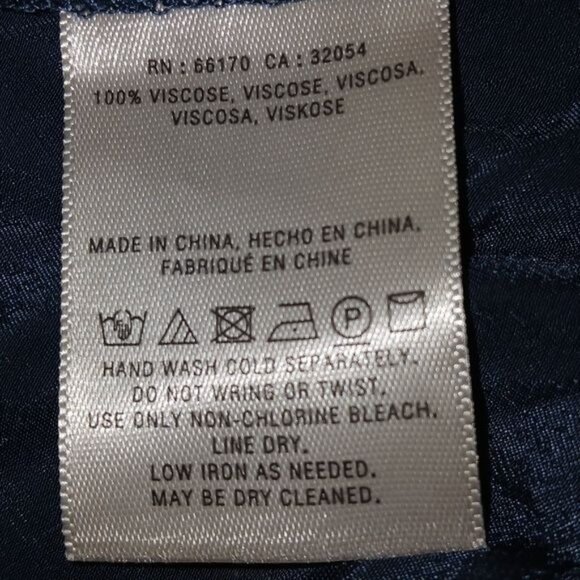 RN : 66170 CA : 32054
100% VISCOSE, VISCOSE, VISCOSA,
VISCOSA, VISKOSE
MADE IN CHINA, HECHO EN CHINA,
FABRIQUÉ EN CHINE
P
HAND WASH COLD SEPARATELY.
DO NOT WRING OR TWIST.
USE ONLY NON-CHLORINE BLEACH.
LINE DRY.
LOW IRON AS NEEDED.
MAY BE DRY CLEANED.